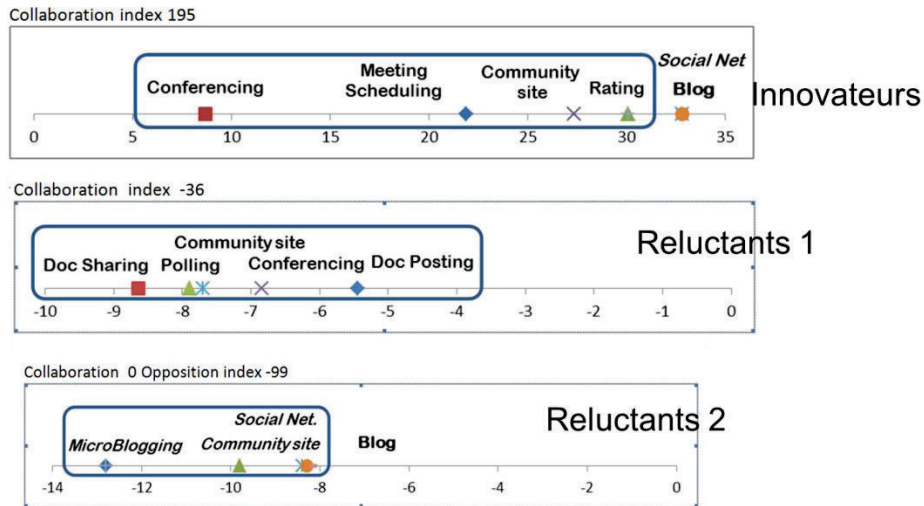 Collaboration index 195
Social Net
Conferencing Meeting Scheduling Community site Rating Blog
Innovateurs
0 5 10 15 20 25 30 35
Collaboration index -36
Reluctants 1
Community site
Doc Sharing Polling Conferencing Doc Posting
-10 -9 -8 -7 -6 -5 -4 -3 -2 -1 0
Collaboration 0 Opposition index -99
Reluctants 2
Social Net.
MicroBlogging Community site Blog
-14 -12 -10 -8 -6 -4 -2 0